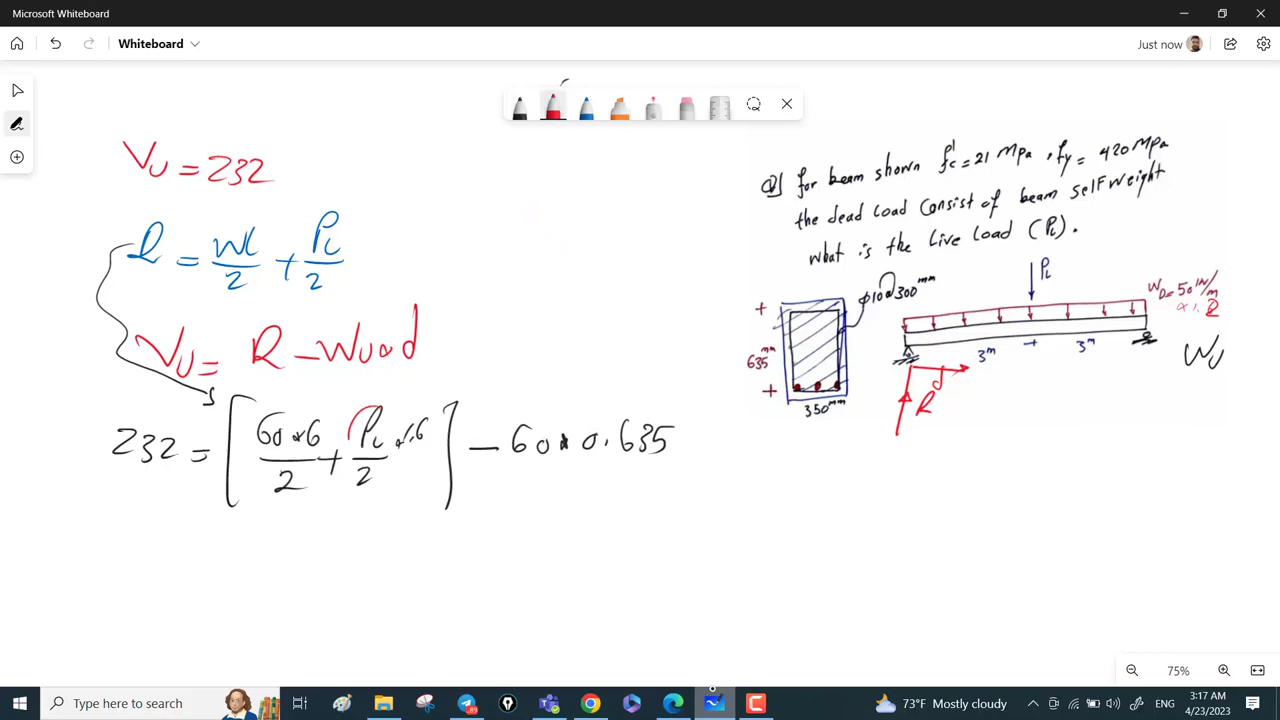 Microsoft Whiteboard
Whiteboard
Just now
Vu = 232
R = WL/2 + PL/2
Vu = R - Wu*d
232 = [60*6/2 + PL/2 *1.6] - 60*0.635
Q/ for beam shown fc' = 21 MPa, fy = 420 MPa
the dead Load Consist of beam selfweight
what is the Live Load (PL).
φ10@300mm
635mm
350mm
PL
WD = 50 kN/m
*1.2
3m
3m
Wu
d
R
75%
Type here to search
73°F Mostly cloudy
ENG
3:17 AM
4/23/2023